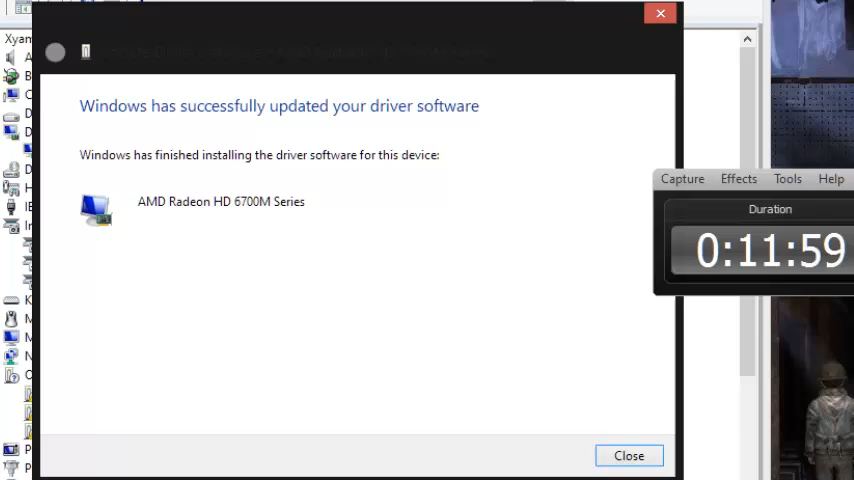 Xyam
Windows has successfully updated your driver software
Windows has finished installing the driver software for this device:
AMD Radeon HD 6700M Series
Capture Effects Tools Help
Duration
0:11:59
Close